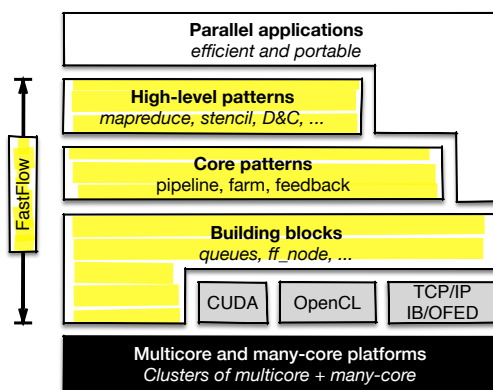 Parallel applications
efficient and portable
High-level patterns
mapreduce, stencil, D&C, ...
Core patterns
pipeline, farm, feedback
FastFlow
Building blocks
queues, ff_node, ...
CUDA
OpenCL
TCP/IP
IB/OFED
Multicore and many-core platforms
Clusters of multicore + many-core